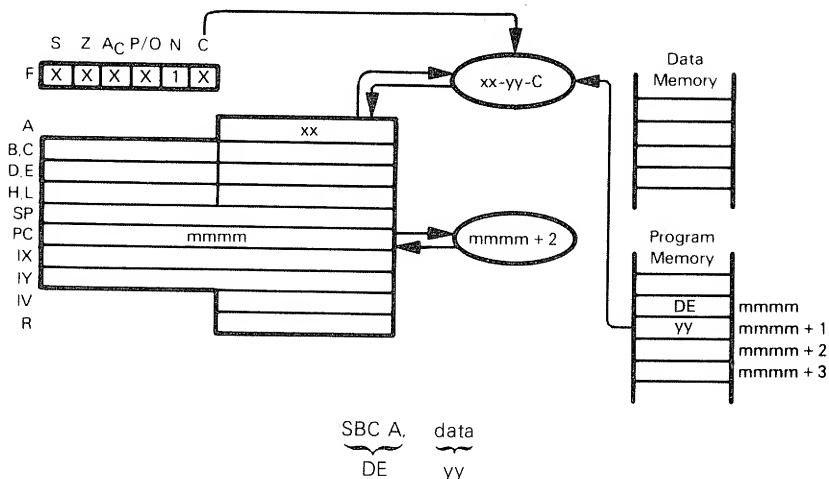 S Z AC P/O N C
F X X X X 1 X
xx-yy-C
Data
Memory
A xx
B,C
D,E
H,L
SP
PC mmmm
mmmm + 2
IX
IY
IV
R
Program
Memory
DE mmmm
yy mmmm + 1
mmmm + 2
mmmm + 3
SBC A, data
DE yy